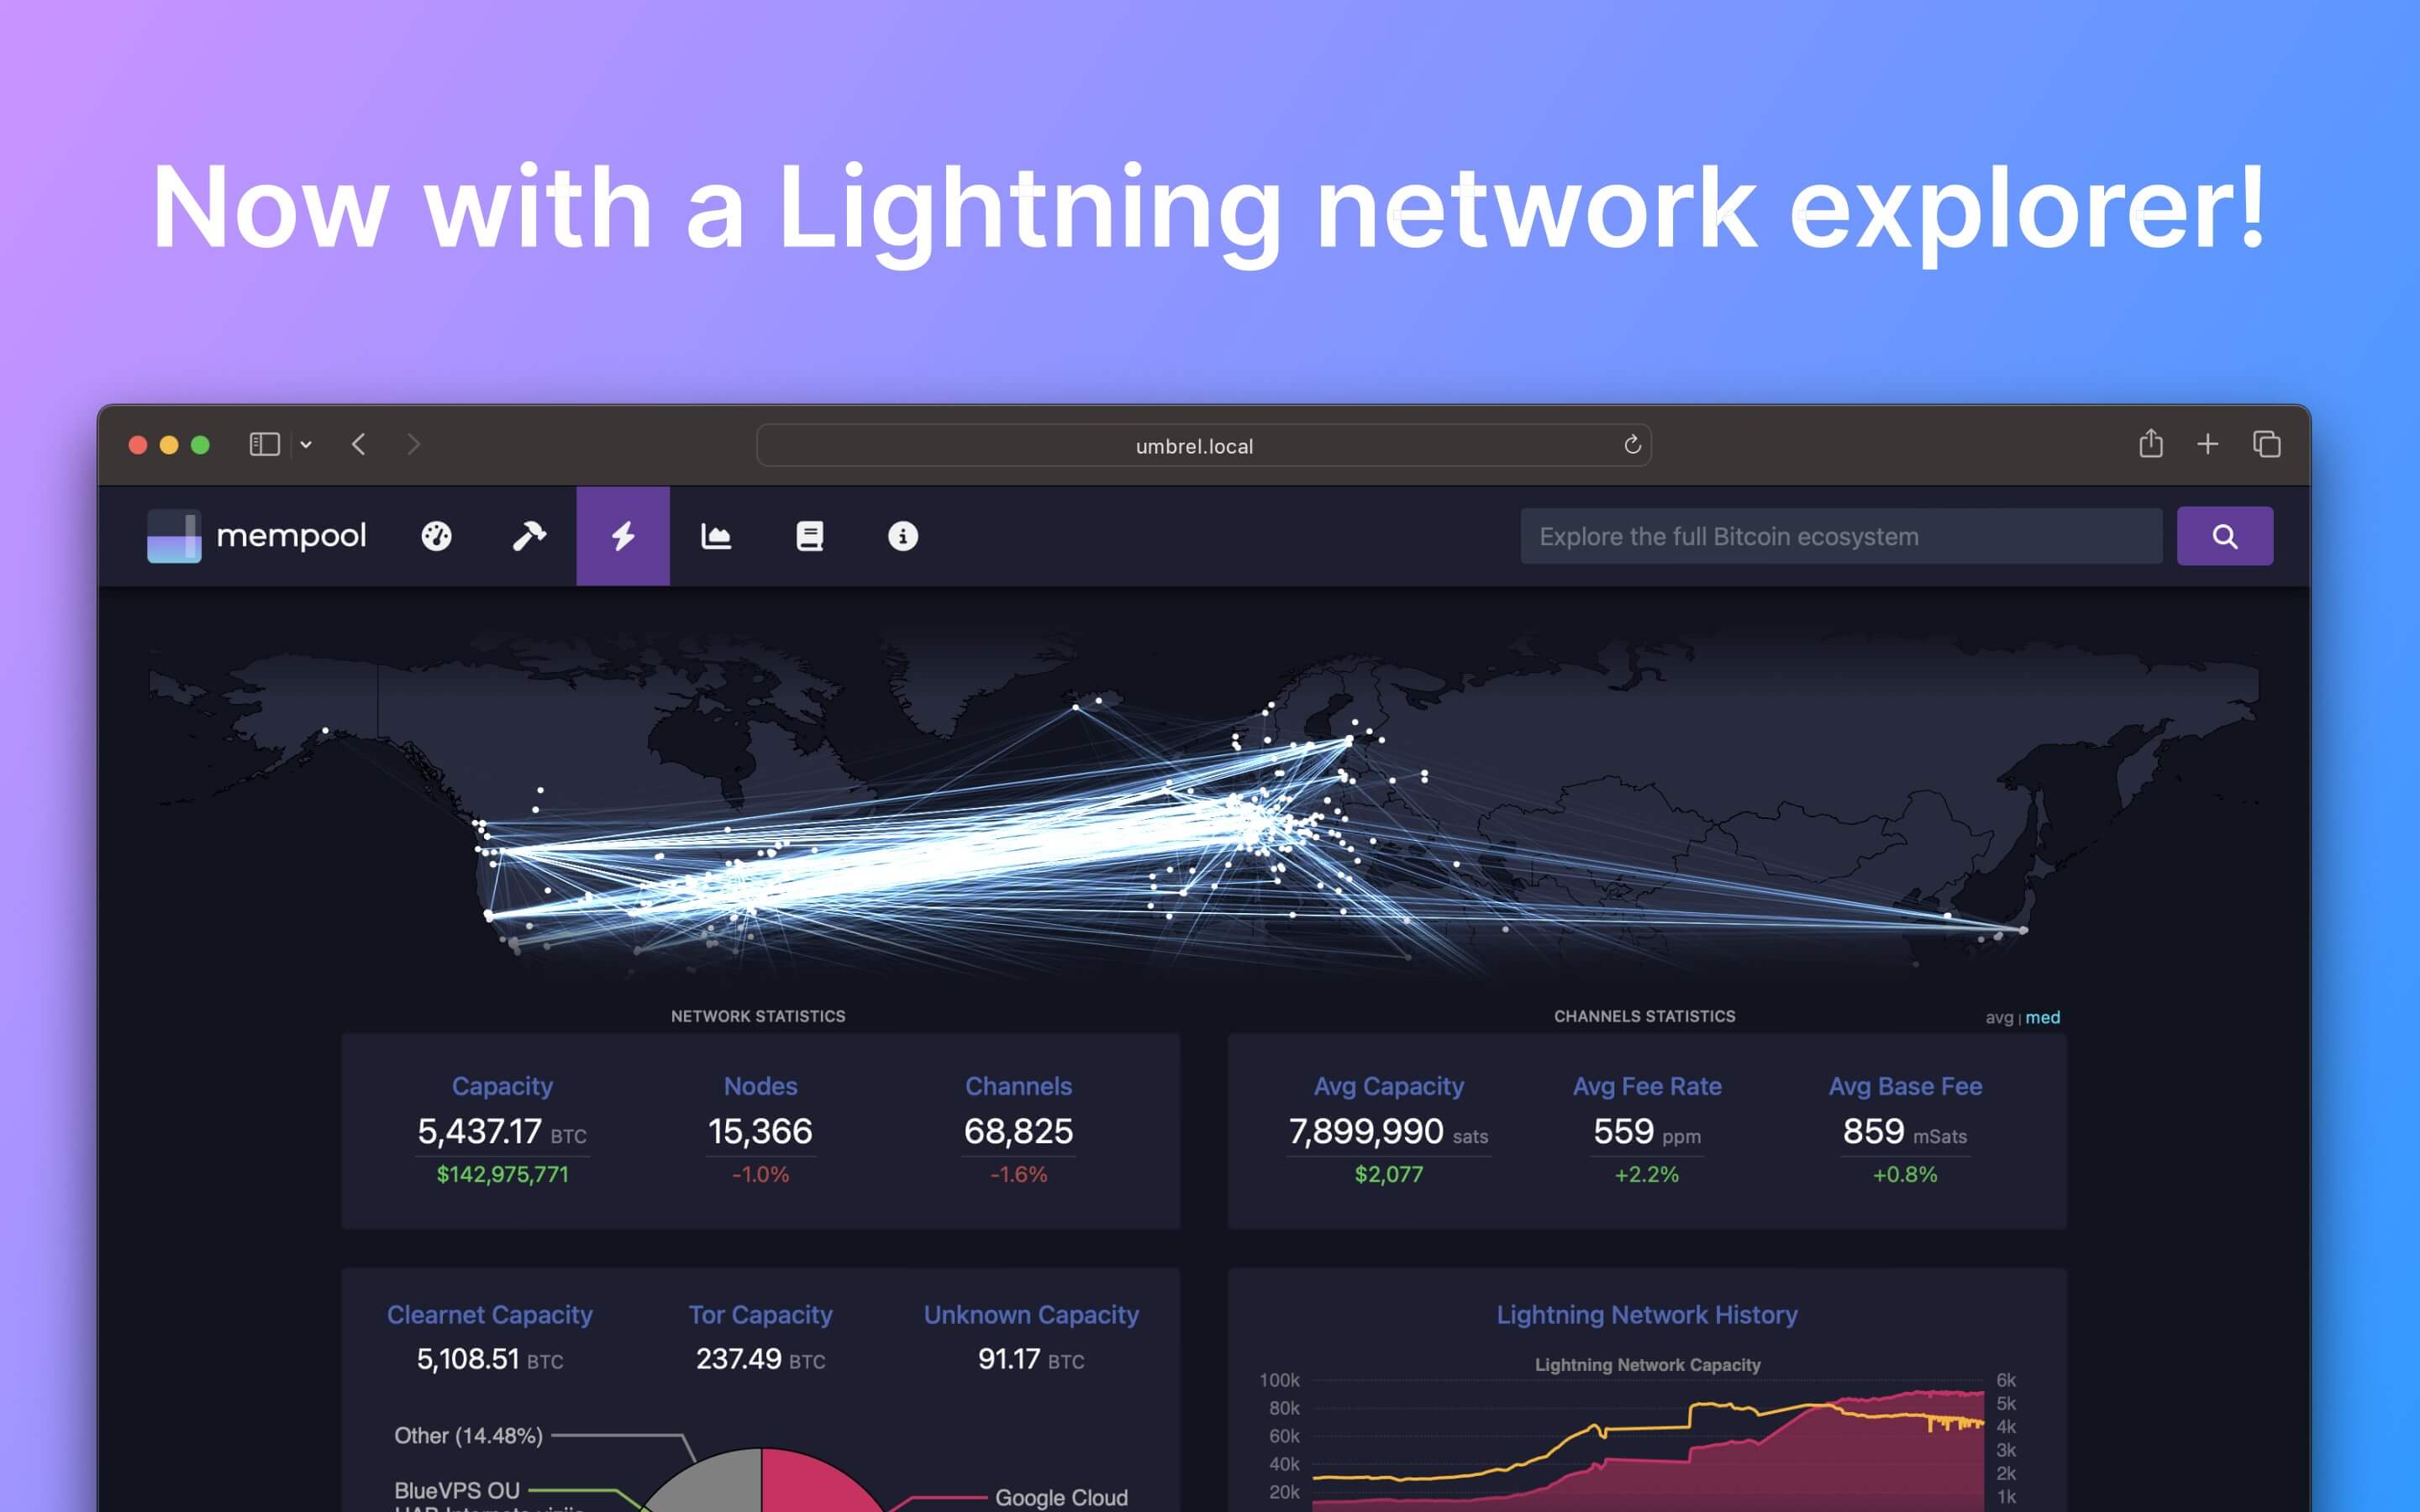 Now with a Lightning network explorer!
umbrel.local
mempool
Explore the full Bitcoin ecosystem
NETWORK STATISTICS
Capacity Nodes Channels
5,437.17 BTC 15,366 68,825
$142,975,771 -1.0% -1.6%
CHANNELS STATISTICS
avg | med
Avg Capacity Avg Fee Rate Avg Base Fee
7,899,990 sats 559 ppm 859 mSats
$2,077 +2.2% +0.8%
Clearnet Capacity Tor Capacity Unknown Capacity
5,108.51 BTC 237.49 BTC 91.17 BTC
Other (14.48%)
BlueVPS OU
Google Cloud
Lightning Network History
Lightning Network Capacity
100k 6k
80k 5k
60k 4k
40k 3k
20k 2k
1k